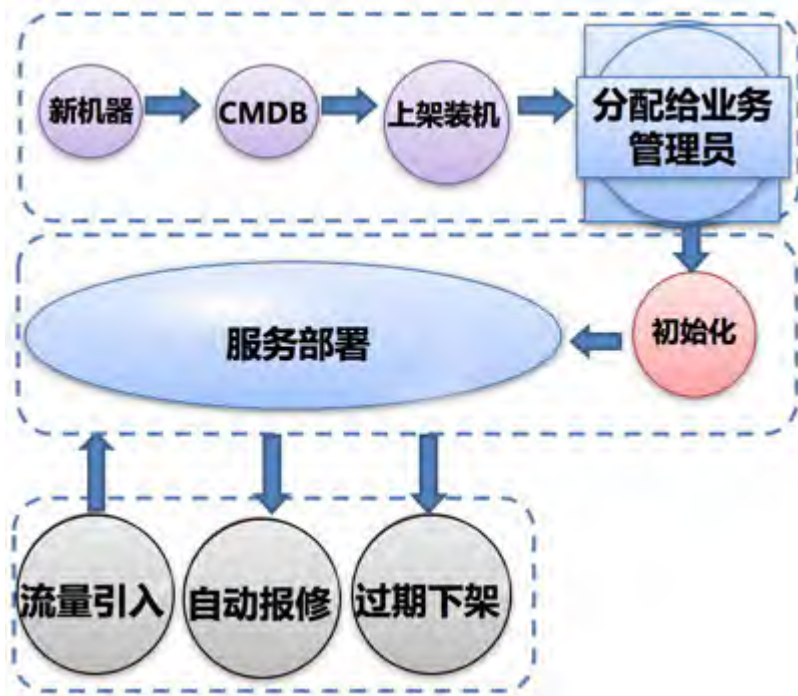 新机器
CMDB
上架装机
分配给业务
管理员
服务部署
初始化
流量引入
自动报修
过期下架